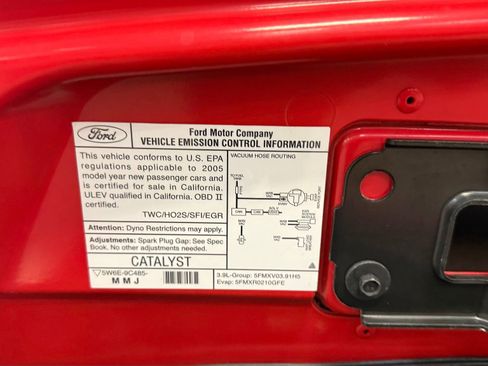 Ford
Ford Motor Company
VEHICLE EMISSION CONTROL INFORMATION
This vehicle conforms to U.S. EPA
regulations applicable to 2005
model year new passenger cars and
is certified for sale in California.
ULEV qualified in California. OBD II
certified.
TWC/HO2S/SFI/EGR
Attention: Dyno Restrictions may apply.
Adjustments: Spark Plug Gap: See Spec
Book. No Other Adjustments Needed.
CATALYST
5W6E-9C485-
M M J
VACUUM HOSE ROUTING
3.9L-Group: 5FMXV03.91H5
Evap: 5FMXR0210GFE